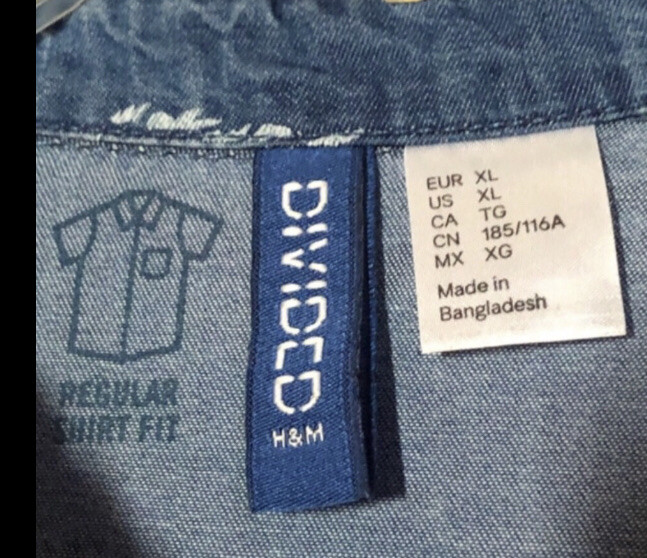 REGULAR
SHIRT FIT
DIVIDED
H&M
EUR XL
US XL
CA TG
CN 185/116A
MX XG
Made in
Bangladesh